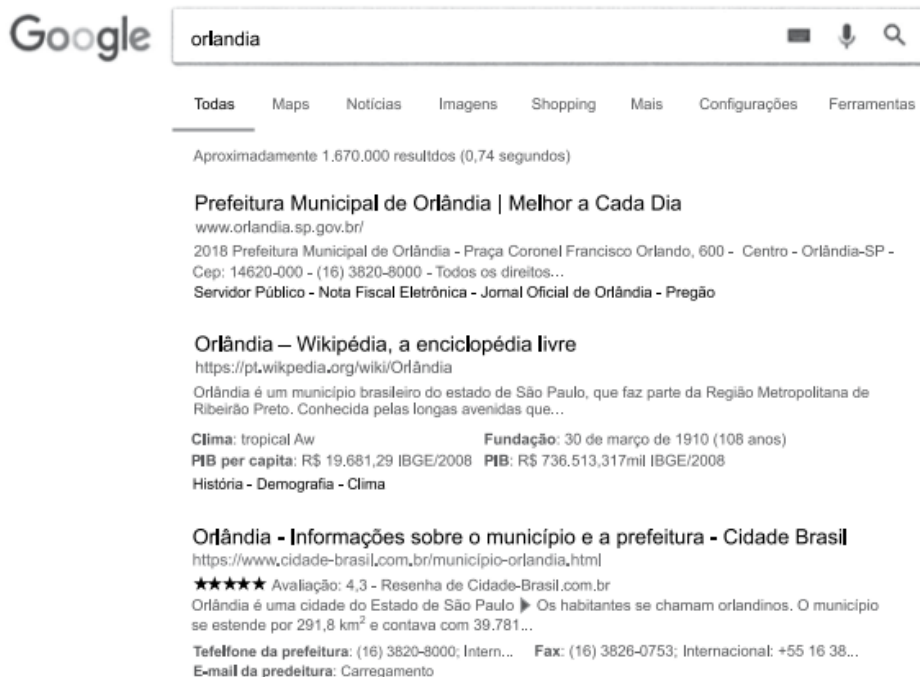 Google
orlandia
Todas Maps Notícias Imagens Shopping Mais Configurações Ferramentas
Aproximadamente 1.670.000 resultdos (0,74 segundos)
Prefeitura Municipal de Orlândia | Melhor a Cada Dia
www.orlandia.sp.gov.br/
2018 Prefeitura Municipal de Orlândia - Praça Coronel Francisco Orlando, 600 - Centro - Orlândia-SP -
Cep: 14620-000 - (16) 3820-8000 - Todos os direitos...
Servidor Público - Nota Fiscal Eletrônica - Jornal Oficial de Orlândia - Pregão
Orlândia – Wikipédia, a enciclopédia livre
https://pt.wikpedia.org/wiki/Orlândia
Orlândia é um município brasileiro do estado de São Paulo, que faz parte da Região Metropolitana de
Ribeirão Preto. Conhecida pelas longas avenidas que...
Clima: tropical Aw Fundação: 30 de março de 1910 (108 anos)
PIB per capita: R$ 19.681,29 IBGE/2008 PIB: R$ 736.513,317mil IBGE/2008
História - Demografia - Clima
Orlândia - Informações sobre o município e a prefeitura - Cidade Brasil
https://www.cidade-brasil.com.br/município-orlandia.html
★★★★★ Avaliação: 4,3 - Resenha de Cidade-Brasil.com.br
Orlândia é uma cidade do Estado de São Paulo ▶ Os habitantes se chamam orlandinos. O município
se estende por 291,8 km² e contava com 39.781...
Tefelfone da prefeitura: (16) 3820-8000; Intern... Fax: (16) 3826-0753; Internacional: +55 16 38...
E-mail da predeitura: Carregamento